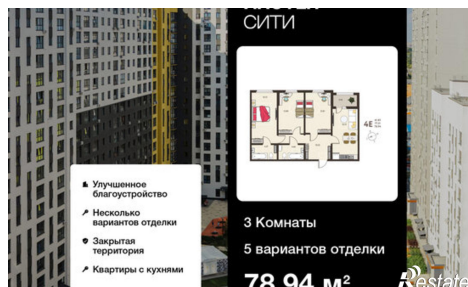 СИТИ
4Е
Улучшенное
благоустройство
Несколько
вариантов отделки
Закрытая
территория
Квартиры с кухнями
3 Комнаты
5 вариантов отделки
78.94 м²
Restate